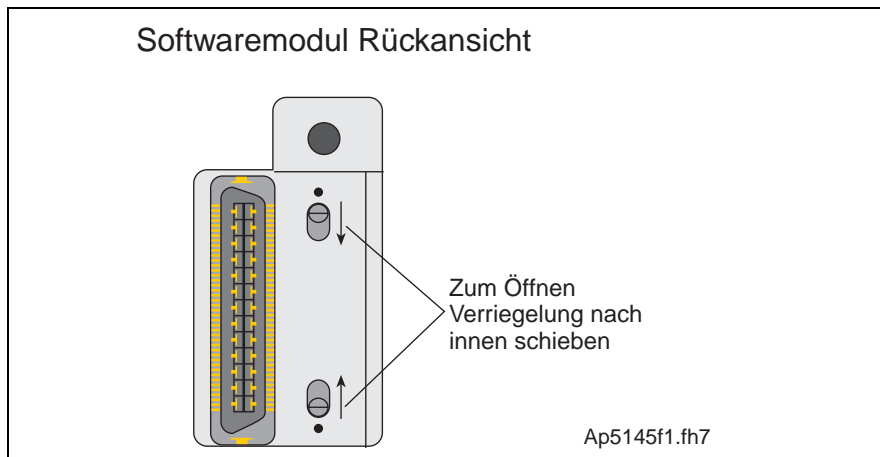 Softwaremodul Rückansicht
Zum Öffnen
Verriegelung nach
innen schieben
Ap5145f1.fh7